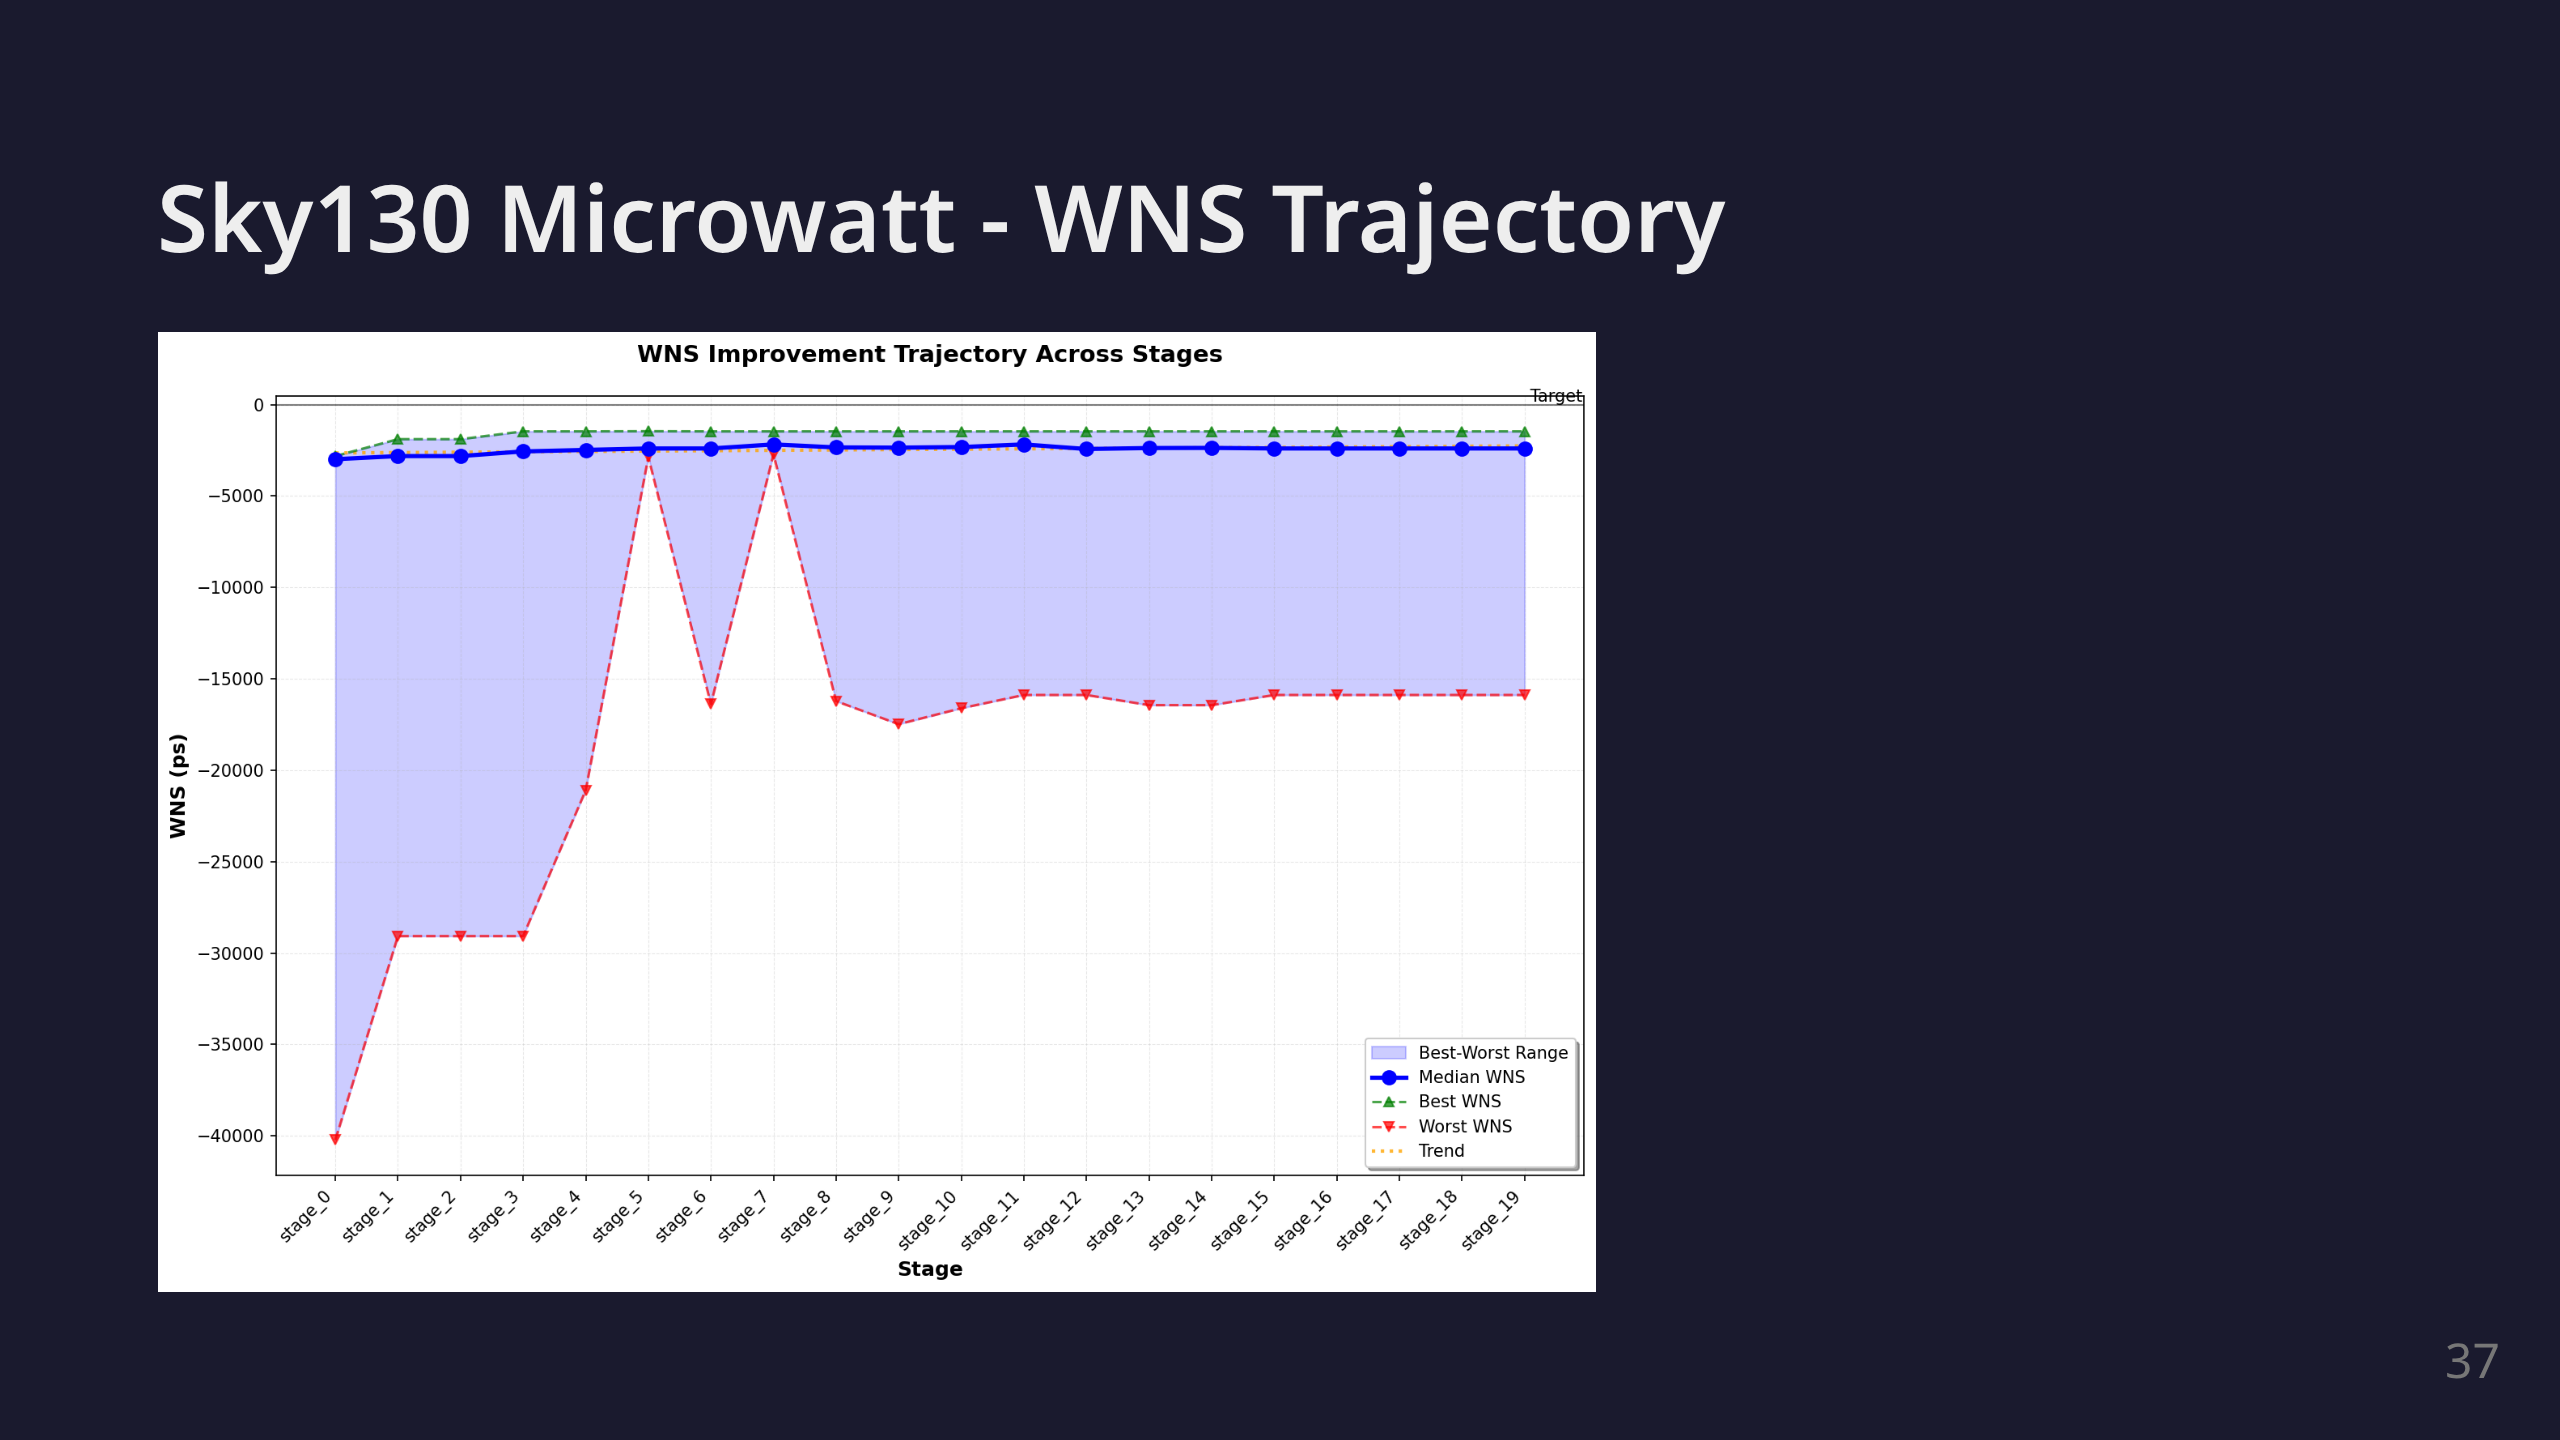 Sky130 Microwatt - WNS Trajectory
WNS Improvement Trajectory Across Stages
Target
0
−5000
−10000
−15000
−20000
−25000
−30000
−35000
−40000
WNS (ps)
Best-Worst Range
Median WNS
Best WNS
Worst WNS
Trend
stage_0
stage_1
stage_2
stage_3
stage_4
stage_5
stage_6
stage_7
stage_8
stage_9
stage_10
stage_11
stage_12
stage_13
stage_14
stage_15
stage_16
stage_17
stage_18
stage_19
Stage
37